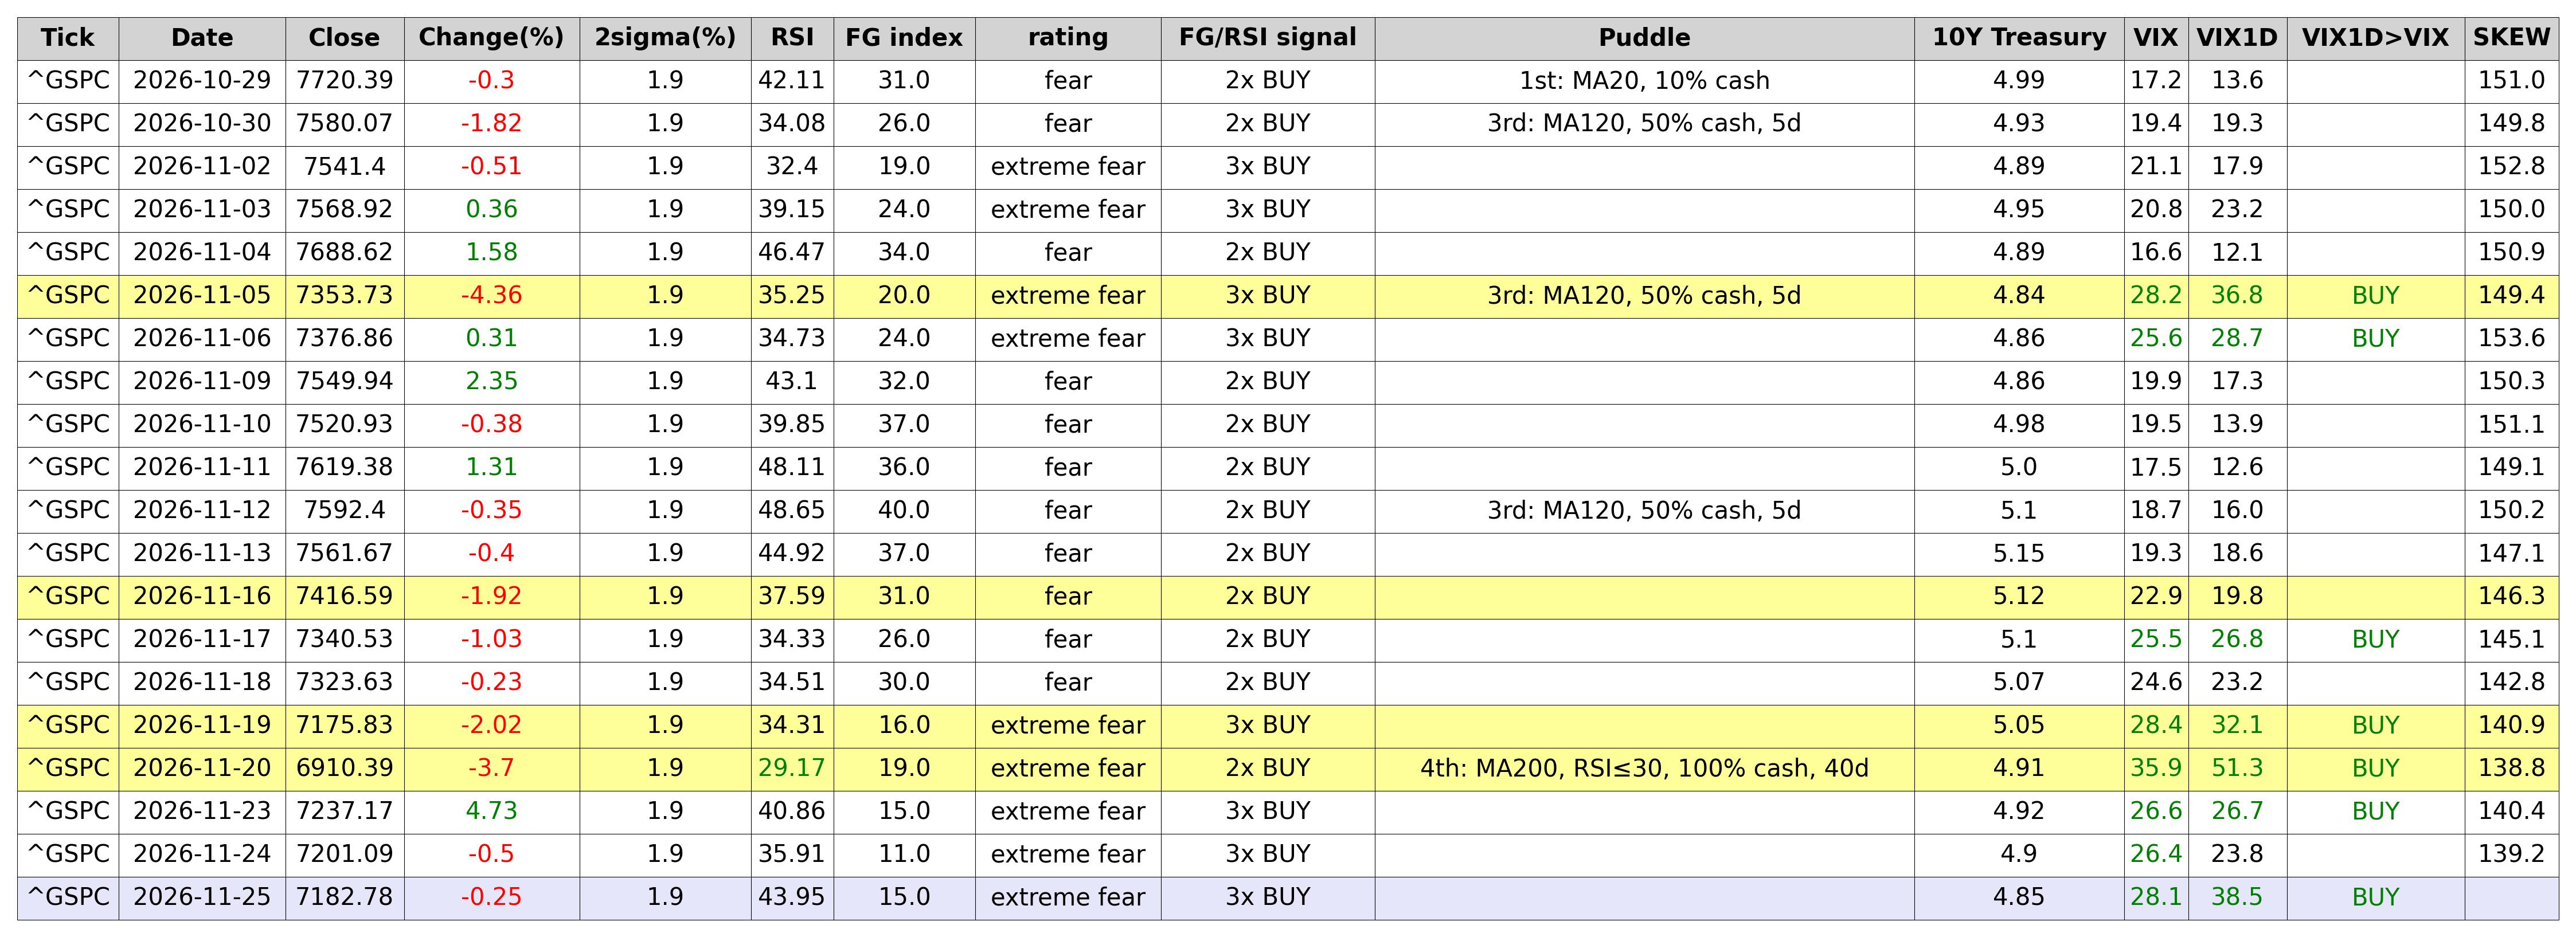 Tick Date Close Change(%) 2sigma(%) RSI FG index rating FG/RSI signal Puddle 10Y Treasury VIX VIX1D VIX1D>VIX SKEW
^GSPC 2026-10-29 7720.39 -0.3 1.9 42.11 31.0 fear 2x BUY 1st: MA20, 10% cash 4.99 17.2 13.6 151.0
^GSPC 2026-10-30 7580.07 -1.82 1.9 34.08 26.0 fear 2x BUY 3rd: MA120, 50% cash, 5d 4.93 19.4 19.3 149.8
^GSPC 2026-11-02 7541.4 -0.51 1.9 32.4 19.0 extreme fear 3x BUY 4.89 21.1 17.9 152.8
^GSPC 2026-11-03 7568.92 0.36 1.9 39.15 24.0 extreme fear 3x BUY 4.95 20.8 23.2 150.0
^GSPC 2026-11-04 7688.62 1.58 1.9 46.47 34.0 fear 2x BUY 4.89 16.6 12.1 150.9
^GSPC 2026-11-05 7353.73 -4.36 1.9 35.25 20.0 extreme fear 3x BUY 3rd: MA120, 50% cash, 5d 4.84 28.2 36.8 BUY 149.4
^GSPC 2026-11-06 7376.86 0.31 1.9 34.73 24.0 extreme fear 3x BUY 4.86 25.6 28.7 BUY 153.6
^GSPC 2026-11-09 7549.94 2.35 1.9 43.1 32.0 fear 2x BUY 4.86 19.9 17.3 150.3
^GSPC 2026-11-10 7520.93 -0.38 1.9 39.85 37.0 fear 2x BUY 4.98 19.5 13.9 151.1
^GSPC 2026-11-11 7619.38 1.31 1.9 48.11 36.0 fear 2x BUY 5.0 17.5 12.6 149.1
^GSPC 2026-11-12 7592.4 -0.35 1.9 48.65 40.0 fear 2x BUY 3rd: MA120, 50% cash, 5d 5.1 18.7 16.0 150.2
^GSPC 2026-11-13 7561.67 -0.4 1.9 44.92 37.0 fear 2x BUY 5.15 19.3 18.6 147.1
^GSPC 2026-11-16 7416.59 -1.92 1.9 37.59 31.0 fear 2x BUY 5.12 22.9 19.8 146.3
^GSPC 2026-11-17 7340.53 -1.03 1.9 34.33 26.0 fear 2x BUY 5.1 25.5 26.8 BUY 145.1
^GSPC 2026-11-18 7323.63 -0.23 1.9 34.51 30.0 fear 2x BUY 5.07 24.6 23.2 142.8
^GSPC 2026-11-19 7175.83 -2.02 1.9 34.31 16.0 extreme fear 3x BUY 5.05 28.4 32.1 BUY 140.9
^GSPC 2026-11-20 6910.39 -3.7 1.9 29.17 19.0 extreme fear 2x BUY 4th: MA200, RSI≤30, 100% cash, 40d 4.91 35.9 51.3 BUY 138.8
^GSPC 2026-11-23 7237.17 4.73 1.9 40.86 15.0 extreme fear 3x BUY 4.92 26.6 26.7 BUY 140.4
^GSPC 2026-11-24 7201.09 -0.5 1.9 35.91 11.0 extreme fear 3x BUY 4.9 26.4 23.8 139.2
^GSPC 2026-11-25 7182.78 -0.25 1.9 43.95 15.0 extreme fear 3x BUY 4.85 28.1 38.5 BUY